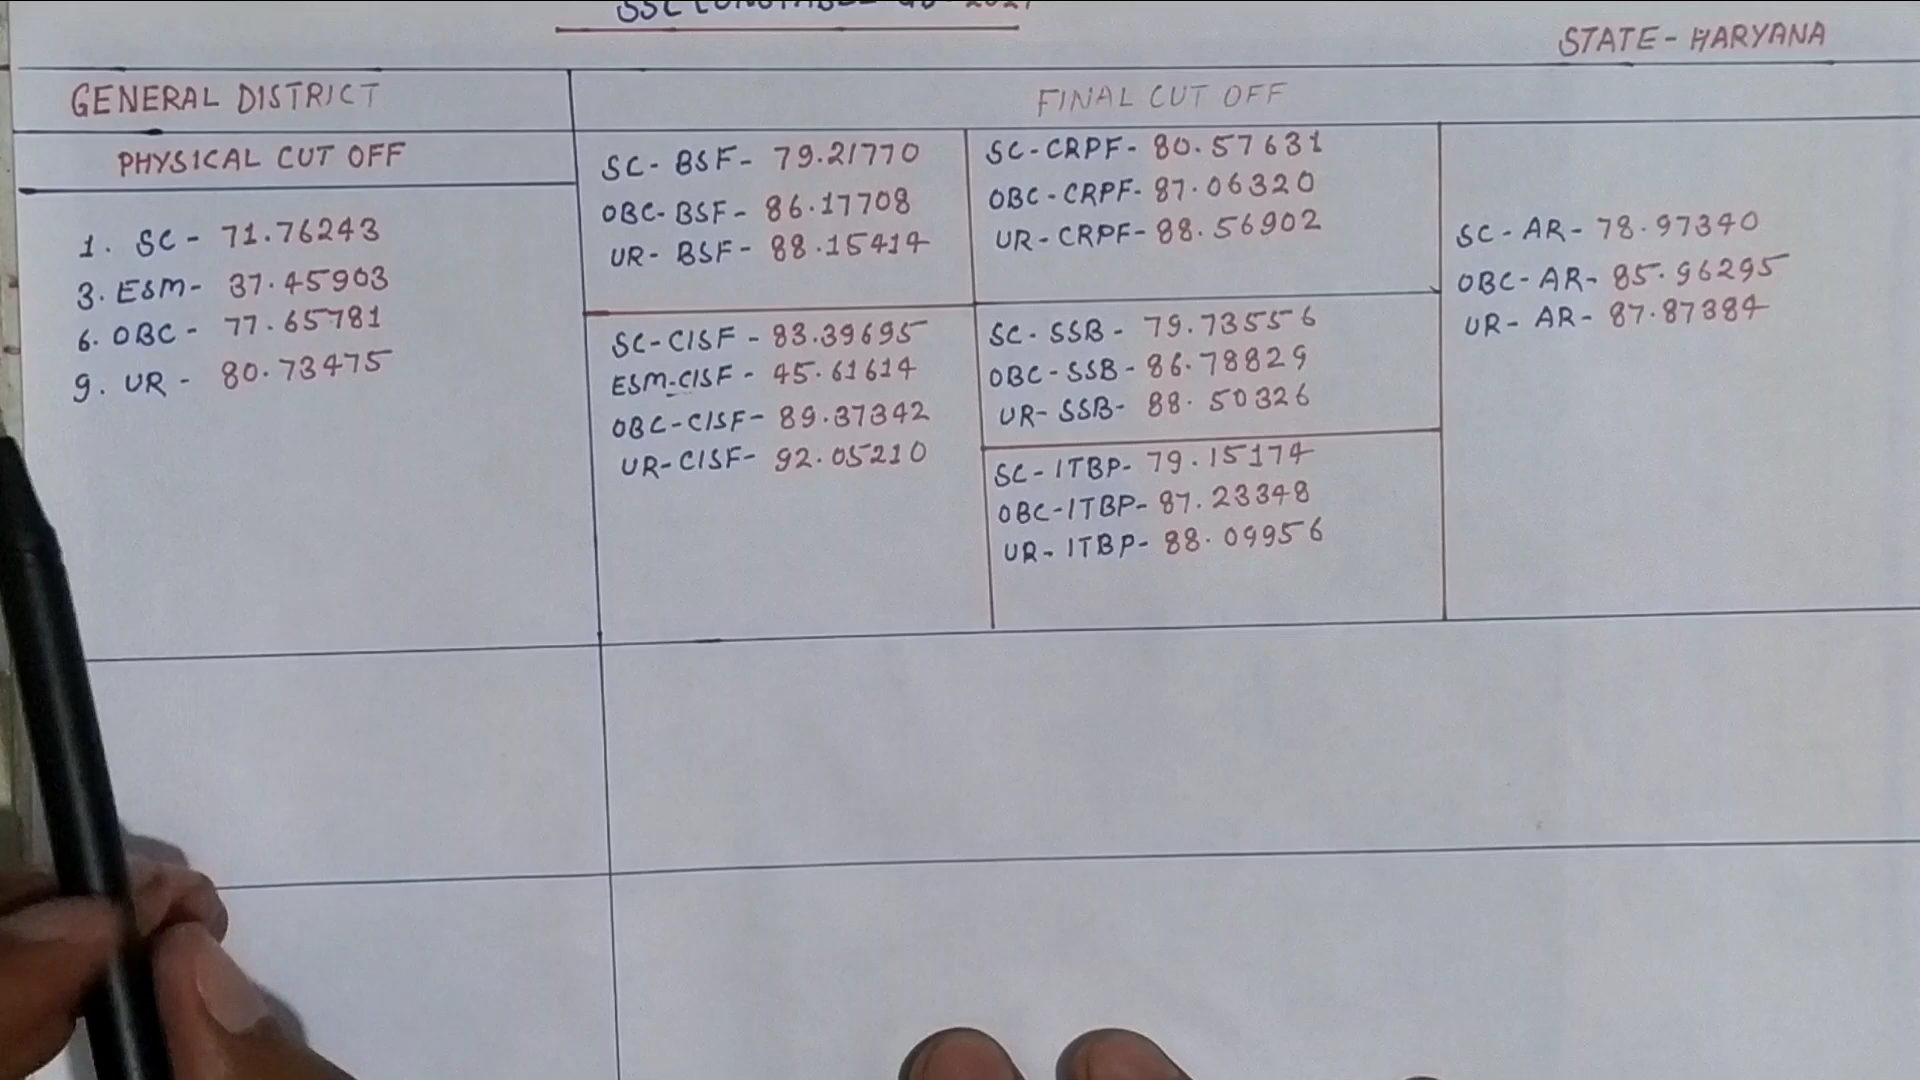 SSC CONSTABLE GD-2021
STATE - HARYANA
GENERAL DISTRICT
FINAL CUT OFF
PHYSICAL CUT OFF
1. SC - 71.76243
3. ESM- 37.45903
6. OBC - 77.65781
9. UR - 80.73475
SC- BSF- 79.21770
OBC- BSF- 86.17708
UR- BSF- 88.15414
SC-CISF - 83.39695
ESM-CISF - 45.61614
OBC-CISF- 89.37342
UR-CISF- 92.05210
SC-CRPF- 80.57631
OBC-CRPF- 87.06320
UR-CRPF- 88.56902
SC-SSB - 79.73556
OBC-SSB- 86.78829
UR-SSB- 88.50326
SC-ITBP- 79.15174
OBC-ITBP- 87.23348
UR-ITBP- 88.09956
SC-AR- 78.97340
OBC-AR- 85.96295
UR-AR- 87.87384